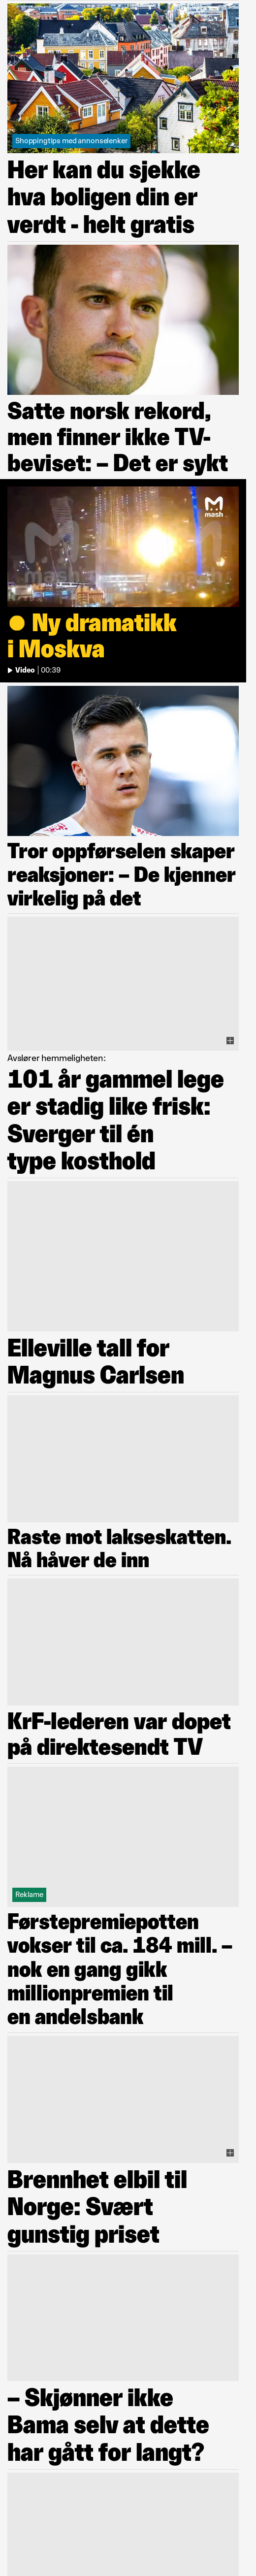 Shoppingtips med annonselenker
Her kan du sjekke
hva boligen din er
verdt - helt gratis
Satte norsk rekord,
men finner ikke TV-
beviset: – Det er sykt
mash
Ny dramatikk
i Moskva
Video | 00:39
Tror oppførselen skaper
reaksjoner: – De kjenner
virkelig på det
Avslører hemmeligheten:
101 år gammel lege
er stadig like frisk:
Sverger til én
type kosthold
Elleville tall for
Magnus Carlsen
Raste mot lakseskatten.
Nå håver de inn
KrF-lederen var dopet
på direktesendt TV
Reklame
Førstepremiepotten
vokser til ca. 184 mill. –
nok en gang gikk
millionpremien til
en andelsbank
Brennhet elbil til
Norge: Svært
gunstig priset
– Skjønner ikke
Bama selv at dette
har gått for langt?